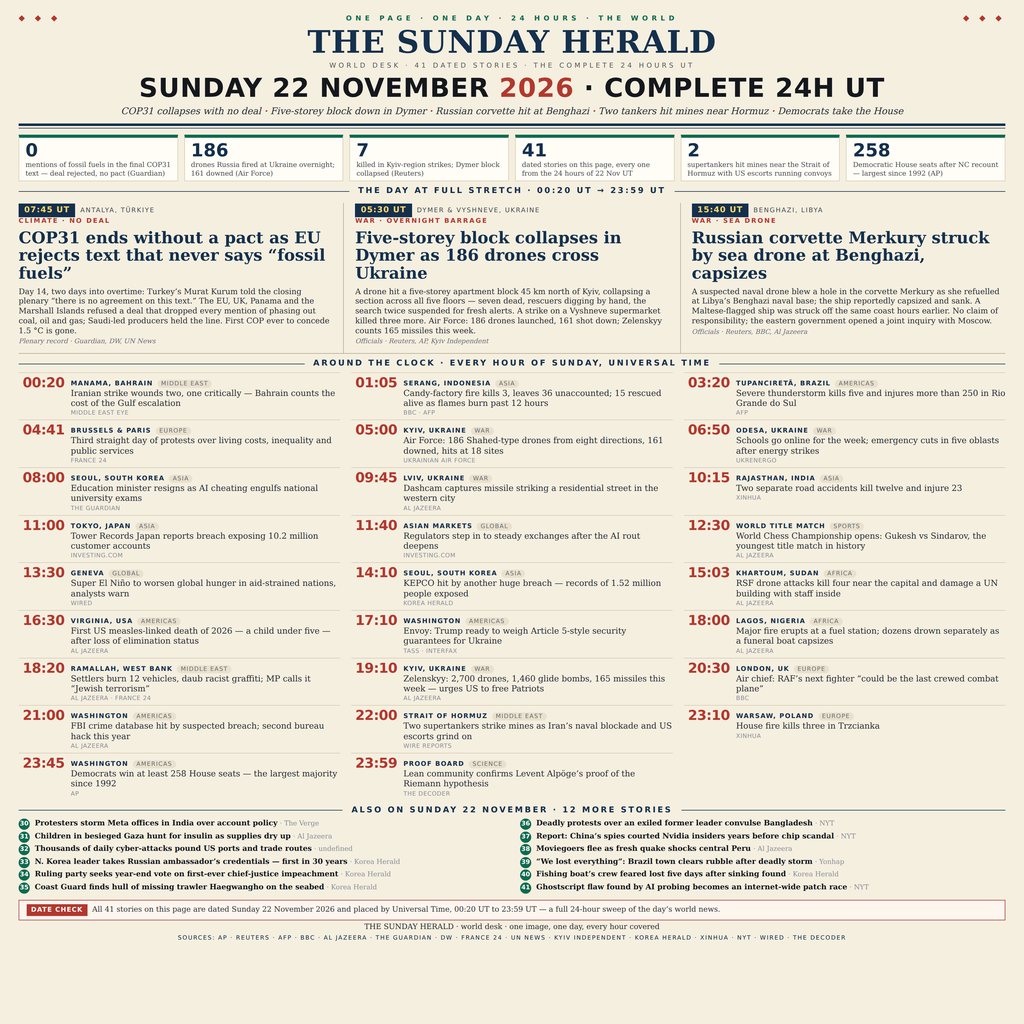 ONE PAGE · ONE DAY · 24 HOURS · THE WORLD
THE SUNDAY HERALD
WORLD DESK · 41 DATED STORIES · THE COMPLETE 24 HOURS UT
SUNDAY 22 NOVEMBER 2026 · COMPLETE 24H UT
COP31 collapses with no deal · Five-storey block down in Dymer · Russian corvette hit at Benghazi · Two tankers hit mines near Hormuz · Democrats take the House
0
mentions of fossil fuels in the final COP31
text — deal rejected, no pact (Guardian)
186
drones Russia fired at Ukraine overnight;
161 downed (Air Force)
7
killed in Kyiv-region strikes; Dymer block
collapsed (Reuters)
41
dated stories on this page, every one
from the 24 hours of 22 Nov UT
2
supertankers hit mines near the Strait of
Hormuz with US escorts running convoys
258
Democratic House seats after NC recount
— largest since 1992 (AP)
THE DAY AT FULL STRETCH · 00:20 UT → 23:59 UT
07:45 UT ANTALYA, TÜRKIYE
CLIMATE · NO DEAL
COP31 ends without a pact as EU
rejects text that never says “fossil
fuels”
Day 14, two days into overtime: Turkey’s Murat Kurum told the closing
plenary “there is no agreement on this text.” The EU, UK, Panama and the
Marshall Islands refused a deal that dropped every mention of phasing out
coal, oil and gas; Saudi-led producers held the line. First COP ever to concede
1.5 °C is gone.
Plenary record · Guardian, DW, UN News
05:30 UT DYMER & VYSHNEVE, UKRAINE
WAR · OVERNIGHT BARRAGE
Five-storey block collapses in
Dymer as 186 drones cross
Ukraine
A drone hit a five-storey apartment block 45 km north of Kyiv, collapsing a
section across all five floors — seven dead, rescuers digging by hand, the
search twice suspended for fresh alerts. A strike on a Vyshneve supermarket
killed three more. Air Force: 186 drones launched, 161 shot down; Zelenskyy
counts 165 missiles this week.
Officials · Reuters, AP, Kyiv Independent
15:40 UT BENGHAZI, LIBYA
WAR · SEA DRONE
Russian corvette Merkury struck
by sea drone at Benghazi,
capsizes
A suspected naval drone blew a hole in the corvette Merkury as she refuelled
at Libya’s Benghazi naval base; the ship reportedly capsized and sank. A
Maltese-flagged ship was struck off the same coast hours earlier. No claim of
responsibility; the eastern government opened a joint inquiry with Moscow.
Officials · Reuters, BBC, Al Jazeera
AROUND THE CLOCK · EVERY HOUR OF SUNDAY, UNIVERSAL TIME
00:20 MANAMA, BAHRAIN MIDDLE EAST
Iranian strike wounds two, one critically — Bahrain counts the
cost of the Gulf escalation
MIDDLE EAST EYE
01:05 SERANG, INDONESIA ASIA
Candy-factory fire kills 3, leaves 36 unaccounted; 15 rescued
alive as flames burn past 12 hours
BBC · AFP
03:20 TUPANCIRETÃ, BRAZIL AMERICAS
Severe thunderstorm kills five and injures more than 250 in Rio
Grande do Sul
AFP
04:41 BRUSSELS & PARIS EUROPE
Third straight day of protests over living costs, inequality and
public services
FRANCE 24
05:00 KYIV, UKRAINE WAR
Air Force: 186 Shahed-type drones from eight directions, 161
downed, hits at 18 sites
UKRAINIAN AIR FORCE
06:50 ODESA, UKRAINE WAR
Schools go online for the week; emergency cuts in five oblasts
after energy strikes
UKRENERGO
08:00 SEOUL, SOUTH KOREA ASIA
Education minister resigns as AI cheating engulfs national
university exams
THE GUARDIAN
09:45 LVIV, UKRAINE WAR
Dashcam captures missile striking a residential street in the
western city
AL JAZEERA
10:15 RAJASTHAN, INDIA ASIA
Two separate road accidents kill twelve and injure 23
XINHUA
11:00 TOKYO, JAPAN ASIA
Tower Records Japan reports breach exposing 10.2 million
customer accounts
INVESTING.COM
11:40 ASIAN MARKETS GLOBAL
Regulators step in to steady exchanges after the AI rout
deepens
INVESTING.COM
12:30 WORLD TITLE MATCH SPORTS
World Chess Championship opens: Gukesh vs Sindarov, the
youngest title match in history
AL JAZEERA
13:30 GENEVA GLOBAL
Super El Niño to worsen global hunger in aid-strained nations,
analysts warn
WIRED
14:10 SEOUL, SOUTH KOREA ASIA
KEPCO hit by another huge breach — records of 1.52 million
people exposed
KOREA HERALD
15:03 KHARTOUM, SUDAN AFRICA
RSF drone attacks kill four near the capital and damage a UN
building with staff inside
AL JAZEERA
16:30 VIRGINIA, USA AMERICAS
First US measles-linked death of 2026 — a child under five —
after loss of elimination status
AL JAZEERA
17:10 WASHINGTON AMERICAS
Envoy: Trump ready to weigh Article 5-style security
guarantees for Ukraine
TASS · INTERFAX
18:00 LAGOS, NIGERIA AFRICA
Major fire erupts at a fuel station; dozens drown separately as
a funeral boat capsizes
AL JAZEERA
18:20 RAMALLAH, WEST BANK MIDDLE EAST
Settlers burn 12 vehicles, daub racist graffiti; MP calls it
“Jewish terrorism”
AL JAZEERA · FRANCE 24
19:10 KYIV, UKRAINE WAR
Zelenskyy: 2,700 drones, 1,460 glide bombs, 165 missiles this
week — urges US to free Patriots
AL JAZEERA
20:30 LONDON, UK EUROPE
Air chief: RAF’s next fighter “could be the last crewed combat
plane”
BBC
21:00 WASHINGTON AMERICAS
FBI crime database hit by suspected breach; second bureau
hack this year
AL JAZEERA
22:00 STRAIT OF HORMUZ MIDDLE EAST
Two supertankers strike mines as Iran’s naval blockade and US
escorts grind on
WIRE REPORTS
23:10 WARSAW, POLAND EUROPE
House fire kills three in Trzcianka
XINHUA
23:45 WASHINGTON AMERICAS
Democrats win at least 258 House seats — the largest majority
since 1992
AP
23:59 PROOF BOARD SCIENCE
Lean community confirms Levent Alpöge’s proof of the
Riemann hypothesis
THE DECODER
ALSO ON SUNDAY 22 NOVEMBER · 12 MORE STORIES
30 Protesters storm Meta offices in India over account policy · The Verge
31 Children in besieged Gaza hunt for insulin as supplies dry up · Al Jazeera
32 Thousands of daily cyber-attacks pound US ports and trade routes · undefined
33 N. Korea leader takes Russian ambassador’s credentials — first in 30 years · Korea Herald
34 Ruling party seeks year-end vote on first-ever chief-justice impeachment · Korea Herald
35 Coast Guard finds hull of missing trawler Haegwangho on the seabed · Korea Herald
36 Deadly protests over an exiled former leader convulse Bangladesh · NYT
37 Report: China’s spies courted Nvidia insiders years before chip scandal · NYT
38 Moviegoers flee as fresh quake shocks central Peru · Al Jazeera
39 “We lost everything”: Brazil town clears rubble after deadly storm · Yonhap
40 Fishing boat’s crew feared lost five days after sinking found · Korea Herald
41 Ghostscript flaw found by AI probing becomes an internet-wide patch race · NYT
DATE CHECK All 41 stories on this page are dated Sunday 22 November 2026 and placed by Universal Time, 00:20 UT to 23:59 UT — a full 24-hour sweep of the day’s world news.
THE SUNDAY HERALD · world desk · one image, one day, every hour covered
SOURCES: AP · REUTERS · AFP · BBC · AL JAZEERA · THE GUARDIAN · DW · FRANCE 24 · UN NEWS · KYIV INDEPENDENT · KOREA HERALD · XINHUA · NYT · WIRED · THE DECODER